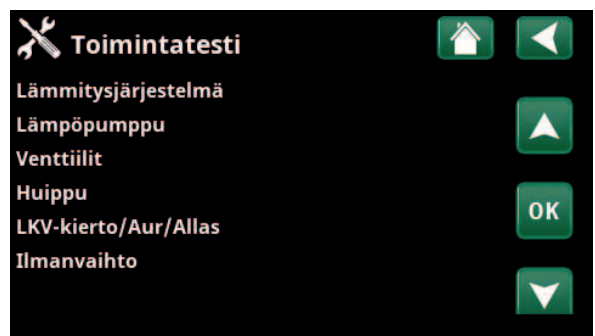 Toimintatesti
Lämmitysjärjestelmä
Lämpöpumppu
Venttiilit
Huippu
LKV-kierto/Aur/Allas
Ilmanvaihto
OK